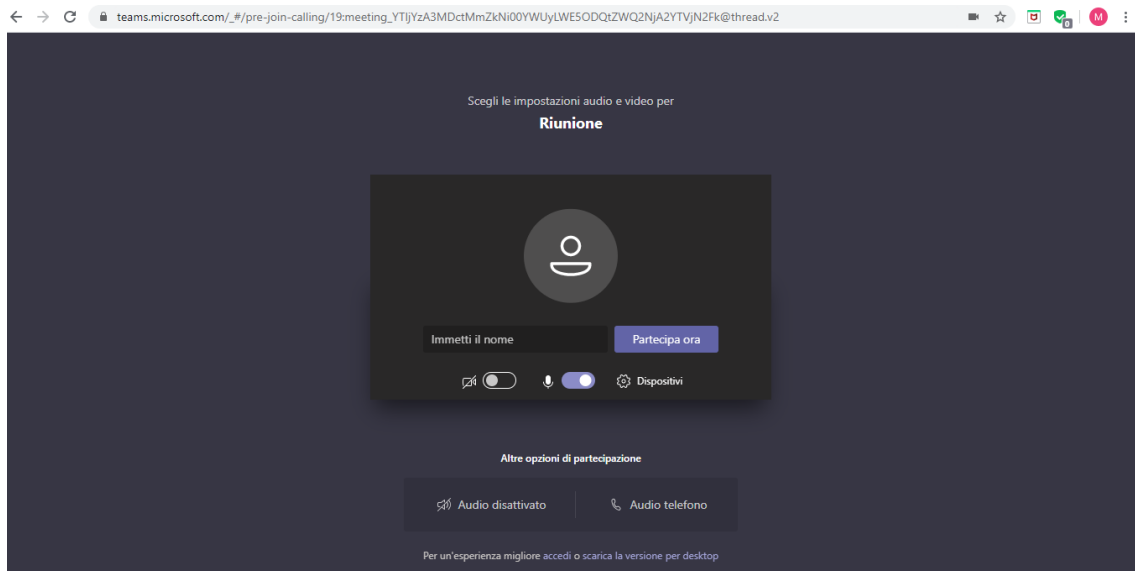 teams.microsoft.com/_#/pre-join-calling/19:meeting_YTljYzA3MDctMmZkNi00YWUyLWE5ODQtZWQ2NjA2YTVjN2Fk@thread.v2
0
M
Scegli le impostazioni audio e video per
Riunione
Immetti il nome
Partecipa ora
Dispositivi
Altre opzioni di partecipazione
Audio disattivato
Audio telefono
Per un'esperienza migliore accedi o scarica la versione per desktop